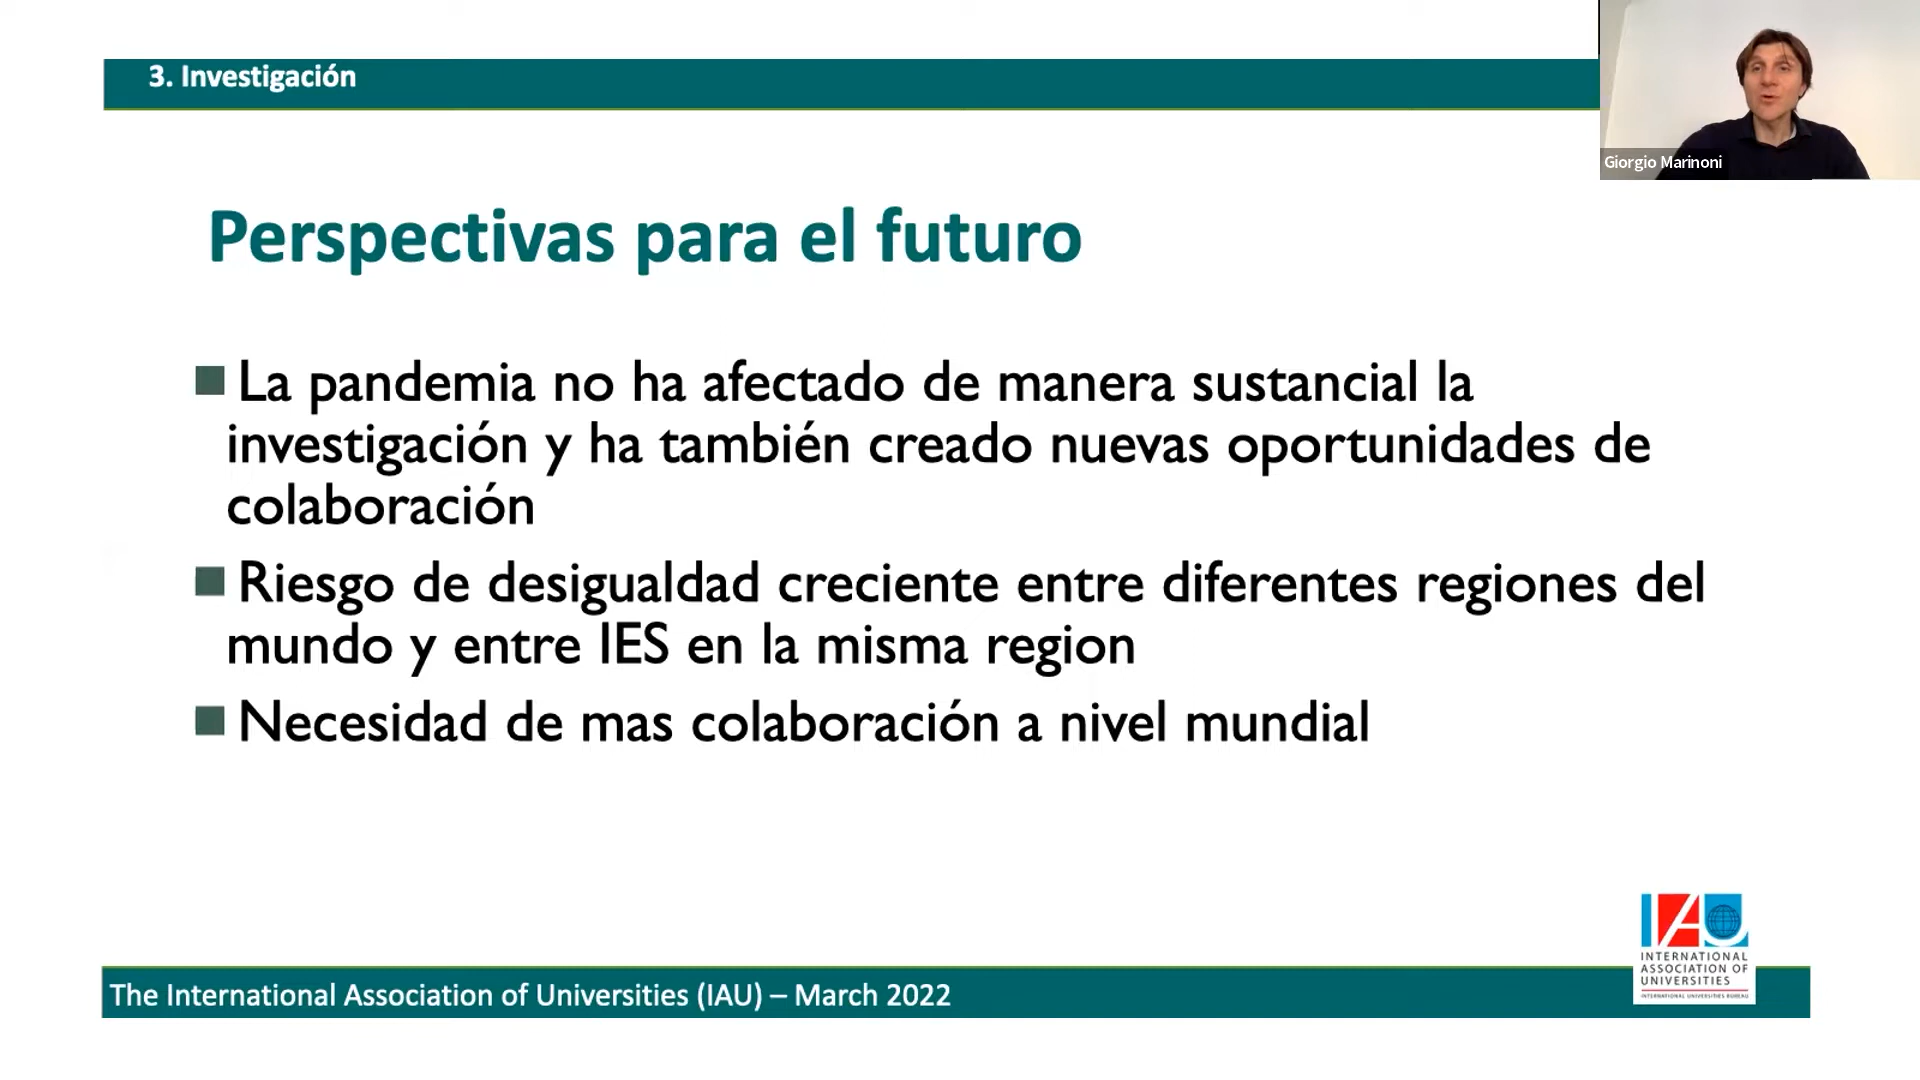 3. Investigación
Giorgio Marinoni
Perspectivas para el futuro
La pandemia no ha afectado de manera sustancial la
investigación y ha también creado nuevas oportunidades de
colaboración
Riesgo de desigualdad creciente entre diferentes regiones del
mundo y entre IES en la misma region
Necesidad de mas colaboración a nivel mundial
IAU
INTERNATIONAL
ASSOCIATION OF
UNIVERSITIES
INTERNATIONAL UNIVERSITIES BUREAU
The International Association of Universities (IAU) – March 2022